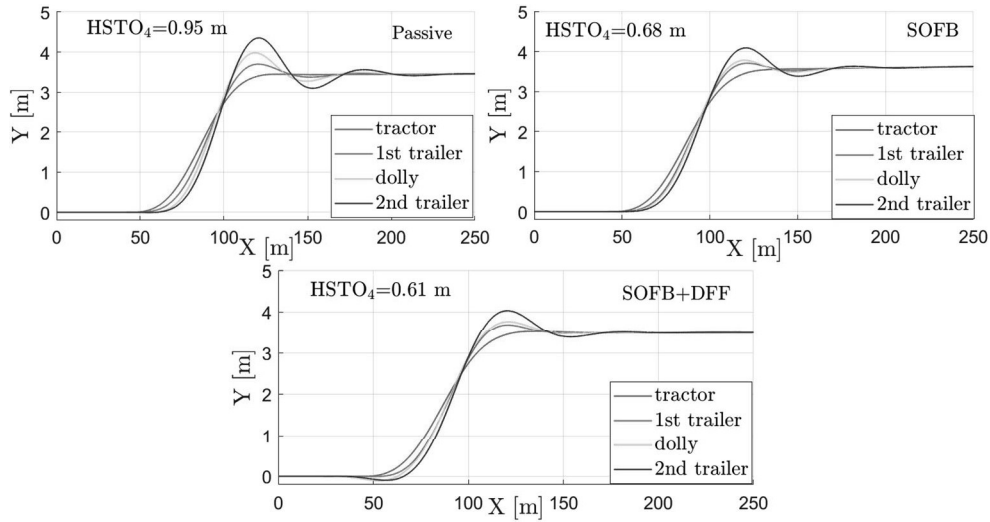 HSTO₄=0.95 m
Passive
5
4
3
2
1
0
Y [m]
tractor
1st trailer
dolly
2nd trailer
0 50 100 150 200 250
X [m]
HSTO₄=0.68 m
SOFB
5
4
3
2
1
0
Y [m]
tractor
1st trailer
dolly
2nd trailer
0 50 100 150 200 250
X [m]
HSTO₄=0.61 m
SOFB+DFF
5
4
3
2
1
0
Y [m]
tractor
1st trailer
dolly
2nd trailer
0 50 100 150 200 250
X [m]